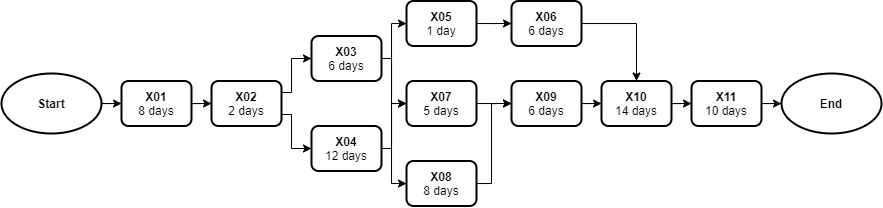 Start
X01
8 days
X02
2 days
X03
6 days
X04
12 days
X05
1 day
X06
6 days
X07
5 days
X08
8 days
X09
6 days
X10
14 days
X11
10 days
End